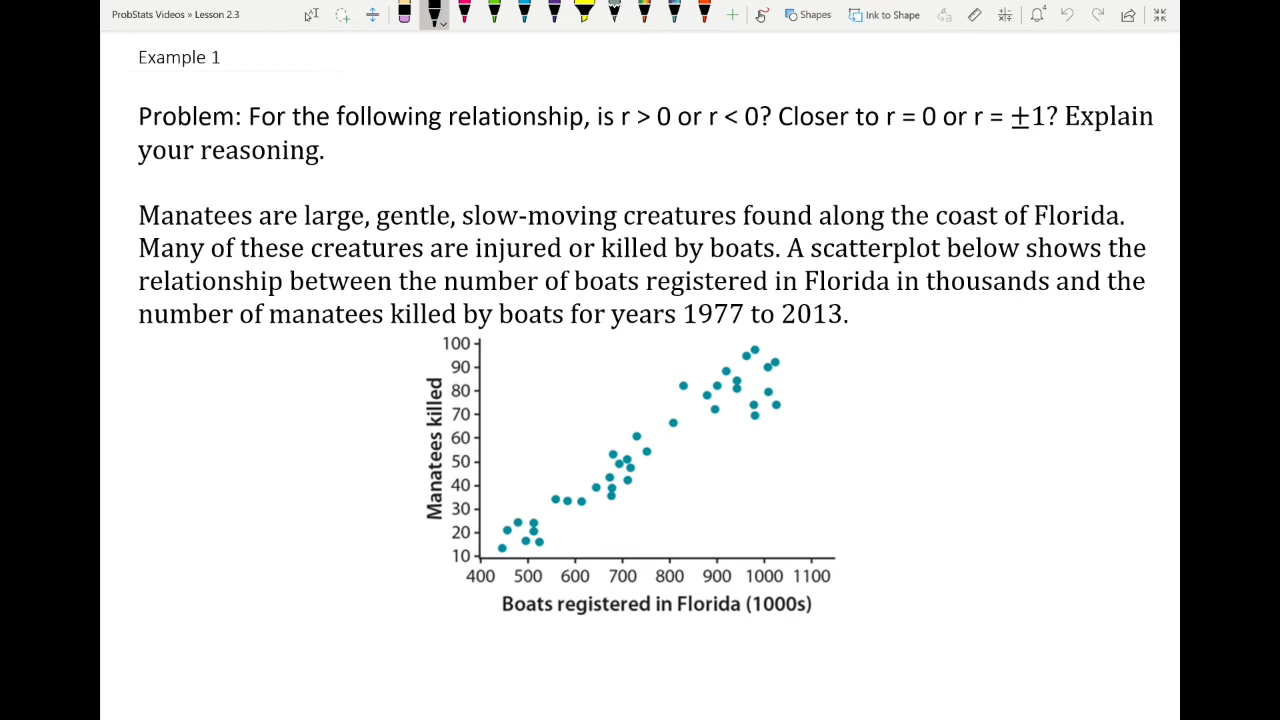 ProbStats Videos » Lesson 2.3
Shapes
Ink to Shape
4
Example 1
Problem: For the following relationship, is r > 0 or r < 0? Closer to r = 0 or r = ±1? Explain
your reasoning.
Manatees are large, gentle, slow-moving creatures found along the coast of Florida.
Many of these creatures are injured or killed by boats. A scatterplot below shows the
relationship between the number of boats registered in Florida in thousands and the
number of manatees killed by boats for years 1977 to 2013.
Manatees killed
100
90
80
70
60
50
40
30
20
10
400 500 600 700 800 900 1000 1100
Boats registered in Florida (1000s)